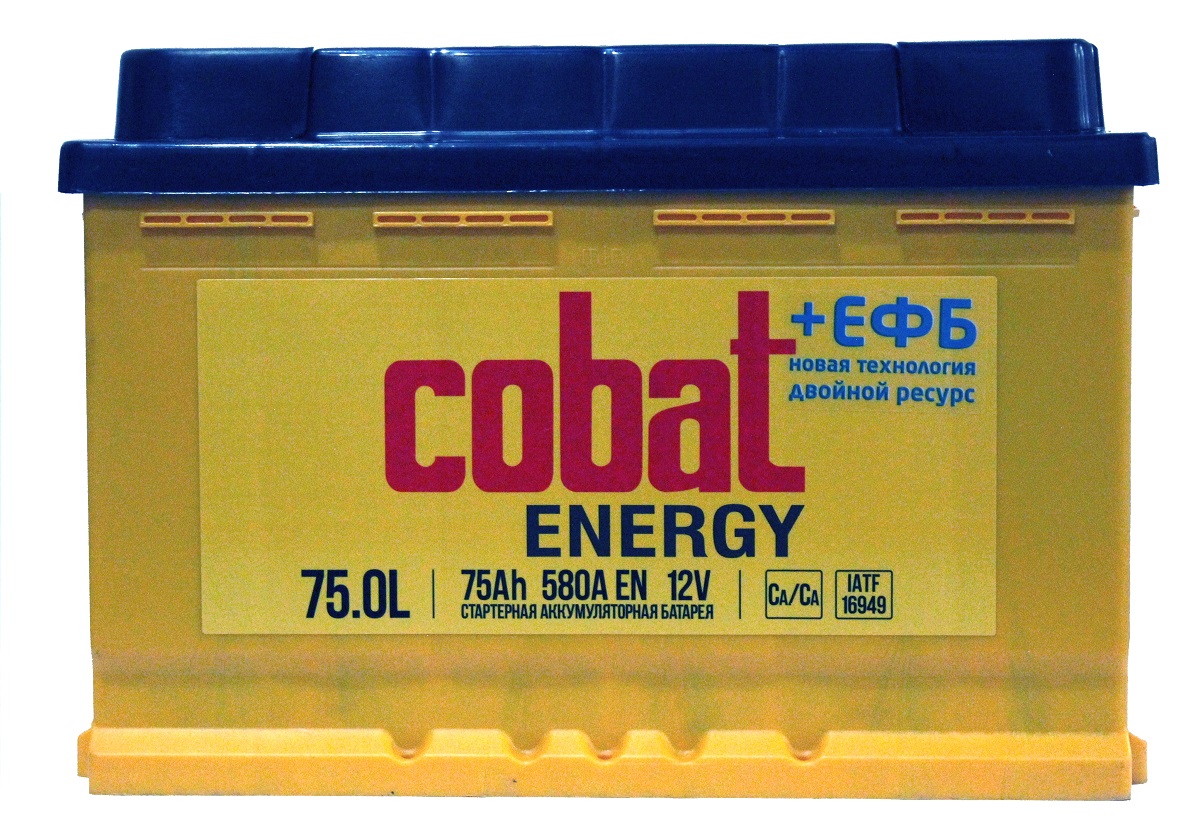 cobat
+ЕФБ
новая технология
двойной ресурс
ENERGY
75.0L
75Ah 580A EN 12V
СТАРТЕРНАЯ АККУМУЛЯТОРНАЯ БАТАРЕЯ
CA/CA
IATF
16949